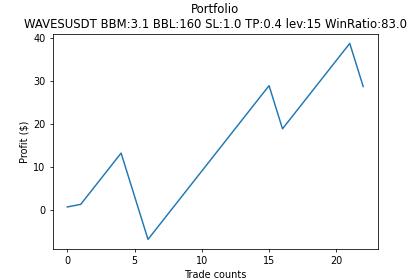 Portfolio
WAVESUSDT BBM:3.1 BBL:160 SL:1.0 TP:0.4 lev:15 WinRatio:83.0
40
30
20
10
0
Profit ($)
0 5 10 15 20
Trade counts